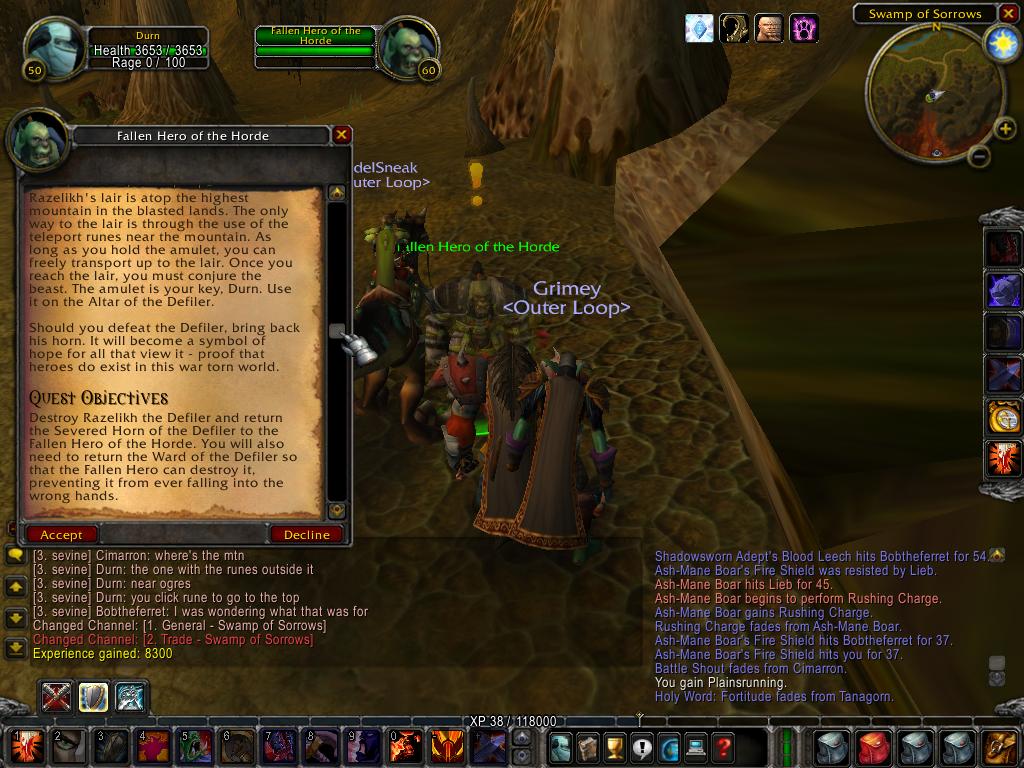 Durn
Health 3653 / 3653
Rage 0 / 100
50
Fallen Hero of the
Horde
60
Swamp of Sorrows
N
Fallen Hero of the Horde
Razelikh's lair is atop the highest
mountain in the blasted lands. The only
way to the lair is through the use of the
teleport runes near the mountain. As
long as you hold the amulet, you can
freely transport up to the lair. Once you
reach the lair, you must conjure the
beast. The amulet is your key, Durn. Use
it on the Altar of the Defiler.
Should you defeat the Defiler, bring back
his horn. It will become a symbol of
hope for all that view it - proof that
heroes do exist in this war torn world.
Quest Objectives
Destroy Razelikh the Defiler and return
the Severed Horn of the Defiler to the
Fallen Hero of the Horde. You will also
need to return the Ward of the Defiler so
that the Fallen Hero can destroy it,
preventing it from ever falling into the
wrong hands.
Accept
Decline
delSneak
uter Loop>
allen Hero of the Horde
Grimey
<Outer Loop>
[3. sevine] Cimarron: where's the mtn
[3. sevine] Durn: the one with the runes outside it
[3. sevine] Durn: near ogres
[3. sevine] Durn: you click rune to go to the top
[3. sevine] Bobtheferret: I was wondering what that was for
Changed Channel: [1. General - Swamp of Sorrows]
Changed Channel: [2. Trade - Swamp of Sorrows]
Experience gained: 8300
Shadowsworn Adept's Blood Leech hits Bobtheferret for 54.
Ash-Mane Boar's Fire Shield was resisted by Lieb.
Ash-Mane Boar hits Lieb for 45.
Ash-Mane Boar begins to perform Rushing Charge.
Ash-Mane Boar gains Rushing Charge.
Rushing Charge fades from Ash-Mane Boar.
Ash-Mane Boar's Fire Shield hits Bobtheferret for 37.
Ash-Mane Boar's Fire Shield hits you for 37.
Battle Shout fades from Cimarron.
You gain Plainsrunning.
Holy Word: Fortitude fades from Tanagorn.
XP 38 / 118000
1 2 3 4 5 6 7 8 9 0